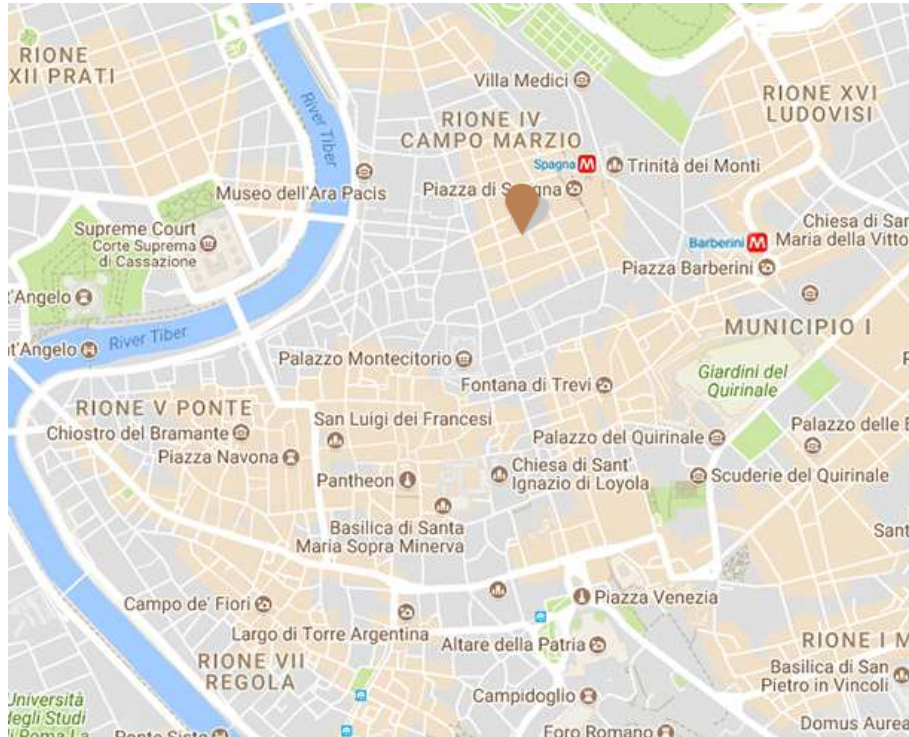 RIONE
XII PRATI
Villa Medici
RIONE XVI
LUDOVISI
River Tiber
RIONE IV
CAMPO MARZIO
Spagna M
Trinità dei Monti
Museo dell'Ara Pacis
Piazza di Spagna
Supreme Court
Corte Suprema
di Cassazione
Chiesa di San
Maria della Vitto
Barberini M
Piazza Barberini
t'Angelo
River Tiber
nt'Angelo
MUNICIPIO I
Palazzo Montecitorio
Giardini del
Quirinale
Fontana di Trevi
RIONE V PONTE
San Luigi dei Francesi
Chiostro del Bramante
Palazzo del Quirinale
Palazzo delle E
Piazza Navona
Pantheon
Chiesa di Sant'
Ignazio di Loyola
Scuderie del Quirinale
Basilica di Santa
Maria Sopra Minerva
Sant
Campo de' Fiori
Piazza Venezia
Largo di Torre Argentina
Altare della Patria
RIONE I M
RIONE VII
REGOLA
Basilica di San
Pietro in Vincoli
Campidoglio
Università
degli Studi
di Roma La
Ponte Sisto
Foro Romano
Domus Aurea